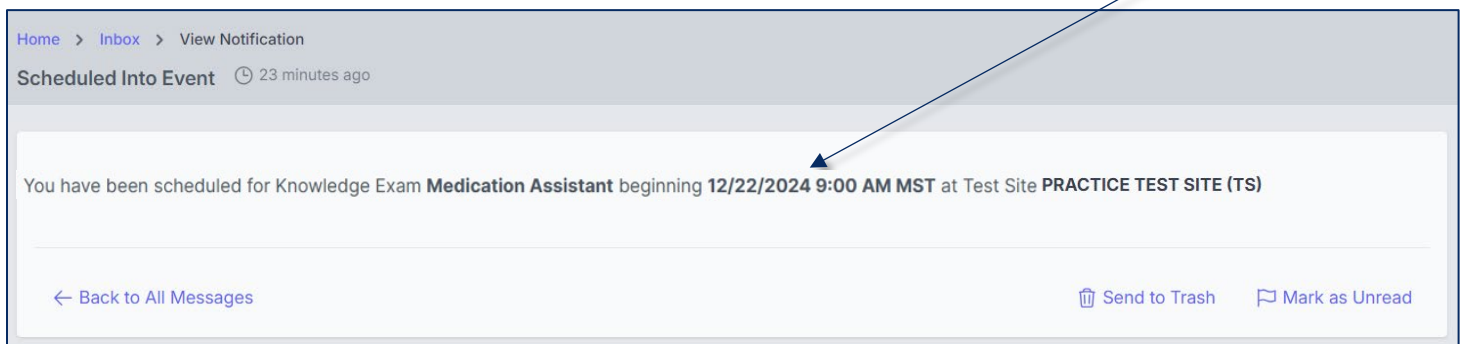 Home > Inbox > View Notification
Scheduled Into Event 23 minutes ago
You have been scheduled for Knowledge Exam Medication Assistant beginning 12/22/2024 9:00 AM MST at Test Site PRACTICE TEST SITE (TS)
← Back to All Messages Send to Trash Mark as Unread